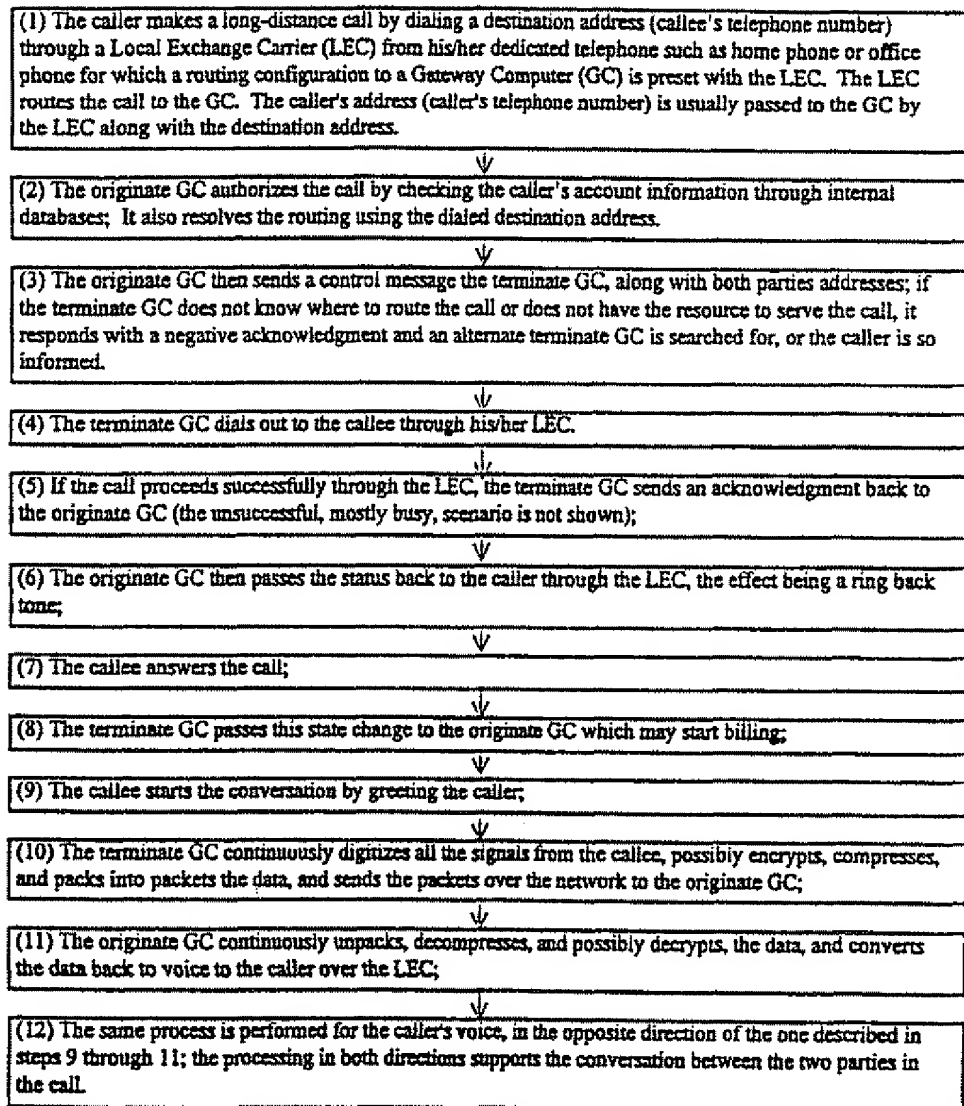 (1) The caller makes a long-distance call by dialing a destination address (callee's telephone number)
through a Local Exchange Carrier (LEC) from his/her dedicated telephone such as home phone or office
phone for which a routing configuration to a Gateway Computer (GC) is preset with the LEC. The LEC
routes the call to the GC. The caller's address (caller's telephone number) is usually passed to the GC by
the LEC along with the destination address.
(2) The originate GC authorizes the call by checking the caller's account information through internal
databases; It also resolves the routing using the dialed destination address.
(3) The originate GC then sends a control message the terminate GC, along with both parties addresses; if
the terminate GC does not know where to route the call or does not have the resource to serve the call, it
responds with a negative acknowledgment and an alternate terminate GC is searched for, or the caller is so
informed.
(4) The terminate GC dials out to the callee through his/her LEC.
(5) If the call proceeds successfully through the LEC, the terminate GC sends an acknowledgment back to
the originate GC (the unsuccessful, mostly busy, scenario is not shown);
(6) The originate GC then passes the status back to the caller through the LEC, the effect being a ring back
tone;
(7) The callee answers the call;
(8) The terminate GC passes this state change to the originate GC which may start billing;
(9) The callee starts the conversation by greeting the caller;
(10) The terminate GC continuously digitizes all the signals from the callee, possibly encrypts, compresses,
and packs into packets the data, and sends the packets over the network to the originate GC;
(11) The originate GC continuously unpacks, decompresses, and possibly decrypts, the data, and converts
the data back to voice to the caller over the LEC;
(12) The same process is performed for the caller's voice, in the opposite direction of the one described in
steps 9 through 11; the processing in both directions supports the conversation between the two parties in
the call.